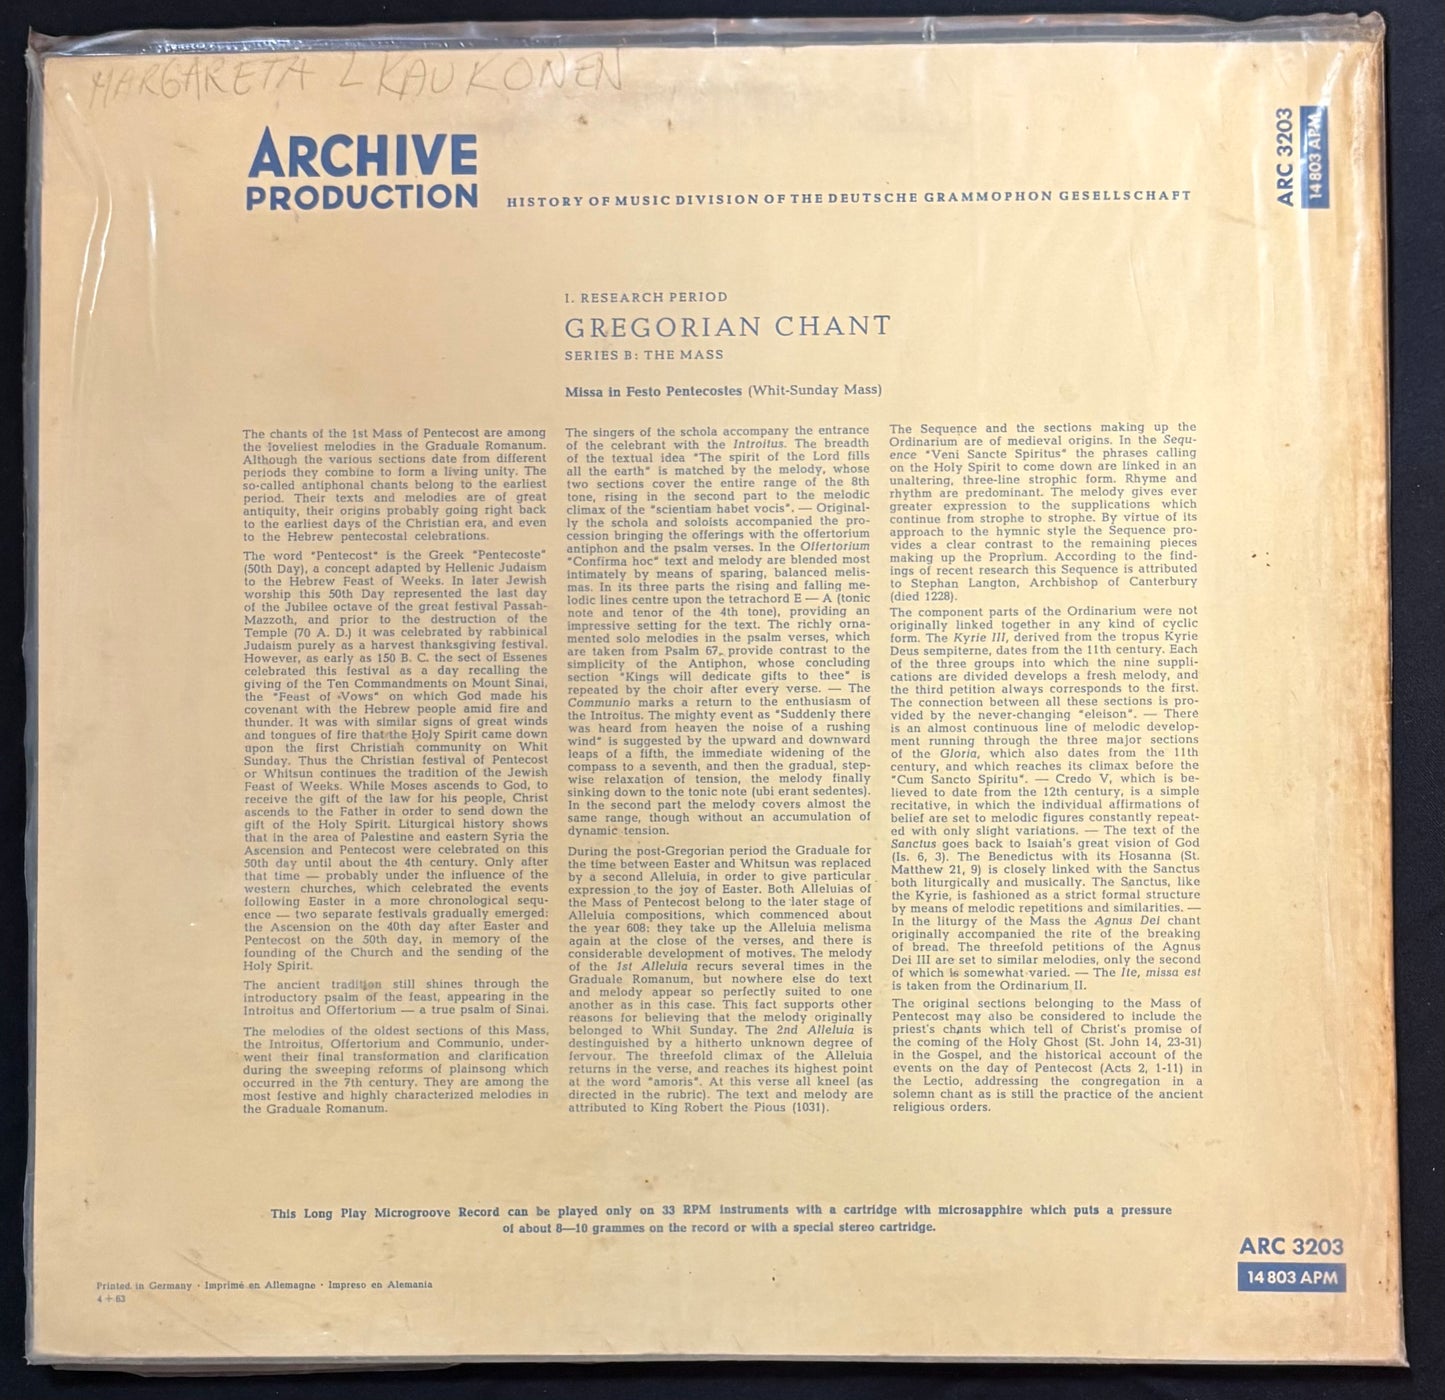 MARGARETA L KAUKONEN
ARCHIVE
PRODUCTION
HISTORY OF MUSIC DIVISION OF THE DEUTSCHE GRAMMOPHON GESELLSCHAFT
ARC 3203
14 803 APM
I. RESEARCH PERIOD
GREGORIAN CHANT
SERIES B: THE MASS
Missa in Festo Pentecostes (Whit-Sunday Mass)
The chants of the 1st Mass of Pentecost are among
the loveliest melodies in the Graduale Romanum.
Although the various sections date from different
periods they combine to form a living unity. The
so-called antiphonal chants belong to the earliest
period. Their texts and melodies are of great
antiquity, their origins probably going right back
to the earliest days of the Christian era, and even
to the Hebrew pentecostal celebrations.
The word "Pentecost" is the Greek "Pentecoste"
(50th Day), a concept adapted by Hellenic Judaism
to the Hebrew Feast of Weeks. In later Jewish
worship this 50th Day represented the last day
of the Jubilee octave of the great festival Passah-
Mazzoth, and prior to the destruction of the
Temple (70 A. D.) it was celebrated by rabbinical
Judaism purely as a harvest thanksgiving festival.
However, as early as 150 B. C. the sect of Essenes
celebrated this festival as a day recalling the
giving of the Ten Commandments on Mount Sinai,
the "Feast of Vows" on which God made his
covenant with the Hebrew people amid fire and
thunder. It was with similar signs of great winds
and tongues of fire that the Holy Spirit came down
upon the first Christian community on Whit
Sunday. Thus the Christian festival of Pentecost
or Whitsun continues the tradition of the Jewish
Feast of Weeks. While Moses ascends to God, to
receive the gift of the law for his people, Christ
ascends to the Father in order to send down the
gift of the Holy Spirit. Liturgical history shows
that in the area of Palestine and eastern Syria the
Ascension and Pentecost were celebrated on this
50th day until about the 4th century. Only after
that time — probably under the influence of the
western churches, which celebrated the events
following Easter in a more chronological sequ-
ence — two separate festivals gradually emerged:
the Ascension on the 40th day after Easter and
Pentecost on the 50th day, in memory of the
founding of the Church and the sending of the
Holy Spirit.
The ancient tradition still shines through the
introductory psalm of the feast, appearing in the
Introitus and Offertorium — a true psalm of Sinai.
The melodies of the oldest sections of this Mass,
the Introitus, Offertorium and Communio, under-
went their final transformation and clarification
during the sweeping reforms of plainsong which
occurred in the 7th century. They are among the
most festive and highly characterized melodies in
the Graduale Romanum.
The singers of the schola accompany the entrance
of the celebrant with the Introitus. The breadth
of the textual idea "The spirit of the Lord fills
all the earth" is matched by the melody, whose
two sections cover the entire range of the 8th
tone, rising in the second part to the melodic
climax of the "scientiam habet vocis". — Original-
ly the schola and soloists accompanied the pro-
cession bringing the offerings with the offertorium
antiphon and the psalm verses. In the Offertorium
"Confirma hoc" text and melody are blended most
intimately by means of sparing, balanced melis-
mas. In its three parts the rising and falling me-
lodic lines centre upon the tetrachord E — A (tonic
note and tenor of the 4th tone), providing an
impressive setting for the text. The richly orna-
mented solo melodies in the psalm verses, which
are taken from Psalm 67, provide contrast to the
simplicity of the Antiphon, whose concluding
section "Kings will dedicate gifts to thee" is
repeated by the choir after every verse. — The
Communio marks a return to the enthusiasm of
the Introitus. The mighty event as "Suddenly there
was heard from heaven the noise of a rushing
wind" is suggested by the upward and downward
leaps of a fifth, the immediate widening of the
compass to a seventh, and then the gradual, step-
wise relaxation of tension, the melody finally
sinking down to the tonic note (ubi erant sedentes).
In the second part the melody covers almost the
same range, though without an accumulation of
dynamic tension.
During the post-Gregorian period the Graduale for
the time between Easter and Whitsun was replaced
by a second Alleluia, in order to give particular
expression to the joy of Easter. Both Alleluias of
the Mass of Pentecost belong to the later stage of
Alleluia compositions, which commenced about
the year 608: they take up the Alleluia melisma
again at the close of the verses, and there is
considerable development of motives. The melody
of the 1st Alleluia recurs several times in the
Graduale Romanum, but nowhere else do text
and melody appear so perfectly suited to one
another as in this case. This fact supports other
reasons for believing that the melody originally
belonged to Whit Sunday. The 2nd Alleluia is
destinguished by a hitherto unknown degree of
fervour. The threefold climax of the Alleluia
returns in the verse, and reaches its highest point
at the word "amoris". At this verse all kneel (as
directed in the rubric). The text and melody are
attributed to King Robert the Pious (1031).
The Sequence and the sections making up the
Ordinarium are of medieval origins. In the Sequ-
ence "Veni Sancte Spiritus" the phrases calling
on the Holy Spirit to come down are linked in an
unaltering, three-line strophic form. Rhyme and
rhythm are predominant. The melody gives ever
greater expression to the supplications which
continue from strophe to strophe. By virtue of its
approach to the hymnic style the Sequence pro-
vides a clear contrast to the remaining pieces
making up the Proprium. According to the find-
ings of recent research this Sequence is attributed
to Stephan Langton, Archbishop of Canterbury
(died 1228).
The component parts of the Ordinarium were not
originally linked together in any kind of cyclic
form. The Kyrie III, derived from the tropus Kyrie
Deus sempiterne, dates from the 11th century. Each
of the three groups into which the nine suppli-
cations are divided develops a fresh melody, and
the third petition always corresponds to the first.
The connection between all these sections is pro-
vided by the never-changing "eleison". — There
is an almost continuous line of melodic develop-
ment running through the three major sections
of the Gloria, which also dates from the 11th
century, and which reaches its climax before the
"Cum Sancto Spiritu". — Credo V, which is be-
lieved to date from the 12th century, is a simple
recitative, in which the individual affirmations of
belief are set to melodic figures constantly repeat-
ed with only slight variations. — The text of the
Sanctus goes back to Isaiah's great vision of God
(Is. 6, 3). The Benedictus with its Hosanna (St.
Matthew 21, 9) is closely linked with the Sanctus
both liturgically and musically. The Sanctus, like
the Kyrie, is fashioned as a strict formal structure
by means of melodic repetitions and similarities. —
In the liturgy of the Mass the Agnus Dei chant
originally accompanied the rite of the breaking
of bread. The threefold petitions of the Agnus
Dei III are set to similar melodies, only the second
of which is somewhat varied. — The Ite, missa est
is taken from the Ordinarium II.
The original sections belonging to the Mass of
Pentecost may also be considered to include the
priest's chants which tell of Christ's promise of
the coming of the Holy Ghost (St. John 14, 23-31)
in the Gospel, and the historical account of the
events on the day of Pentecost (Acts 2, 1-11) in
the Lectio, addressing the congregation in a
solemn chant as is still the practice of the ancient
religious orders.
This Long Play Microgroove Record can be played only on 33 RPM instruments with a cartridge with microsapphire which puts a pressure
of about 8—10 grammes on the record or with a special stereo cartridge.
ARC 3203
14 803 APM
Printed in Germany · Imprimé en Allemagne · Impreso en Alemania
4 + 63